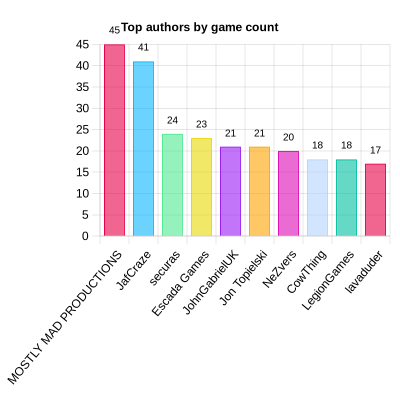 Top authors by game count
45
41
24
23
21
21
20
18
18
17
45
40
35
30
25
20
15
10
5
0
MOSTLY MAD PRODUCTIONS
JafCraze
securas
Escada Games
JohnGabrielUK
Jon Topielski
NeZvers
CowThing
LegionGames
lavaduder